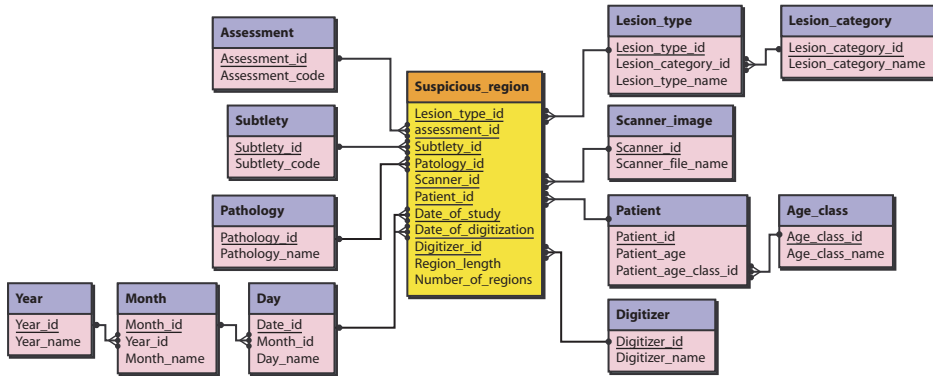 Assessment
Assessment_id
Assessment_code
Subtlety
Subtlety_id
Subtlety_code
Pathology
Pathology_id
Pathology_name
Year
Year_id
Year_name
Month
Month_id
Year_id
Month_name
Day
Date_id
Month_id
Day_name
Suspicious_region
Lesion_type_id
assessment_id
Subtlety_id
Patology_id
Scanner_id
Patient_id
Date_of_study
Date_of_digitization
Digitizer_id
Region_length
Number_of_regions
Lesion_type
Lesion_type_id
Lesion_category_id
Lesion_type_name
Lesion_category
Lesion_category_id
Lesion_category_name
Scanner_image
Scanner_id
Scanner_file_name
Patient
Patient_id
Patient_age
Patient_age_class_id
Age_class
Age_class_id
Age_class_name
Digitizer
Digitizer_id
Digitizer_name